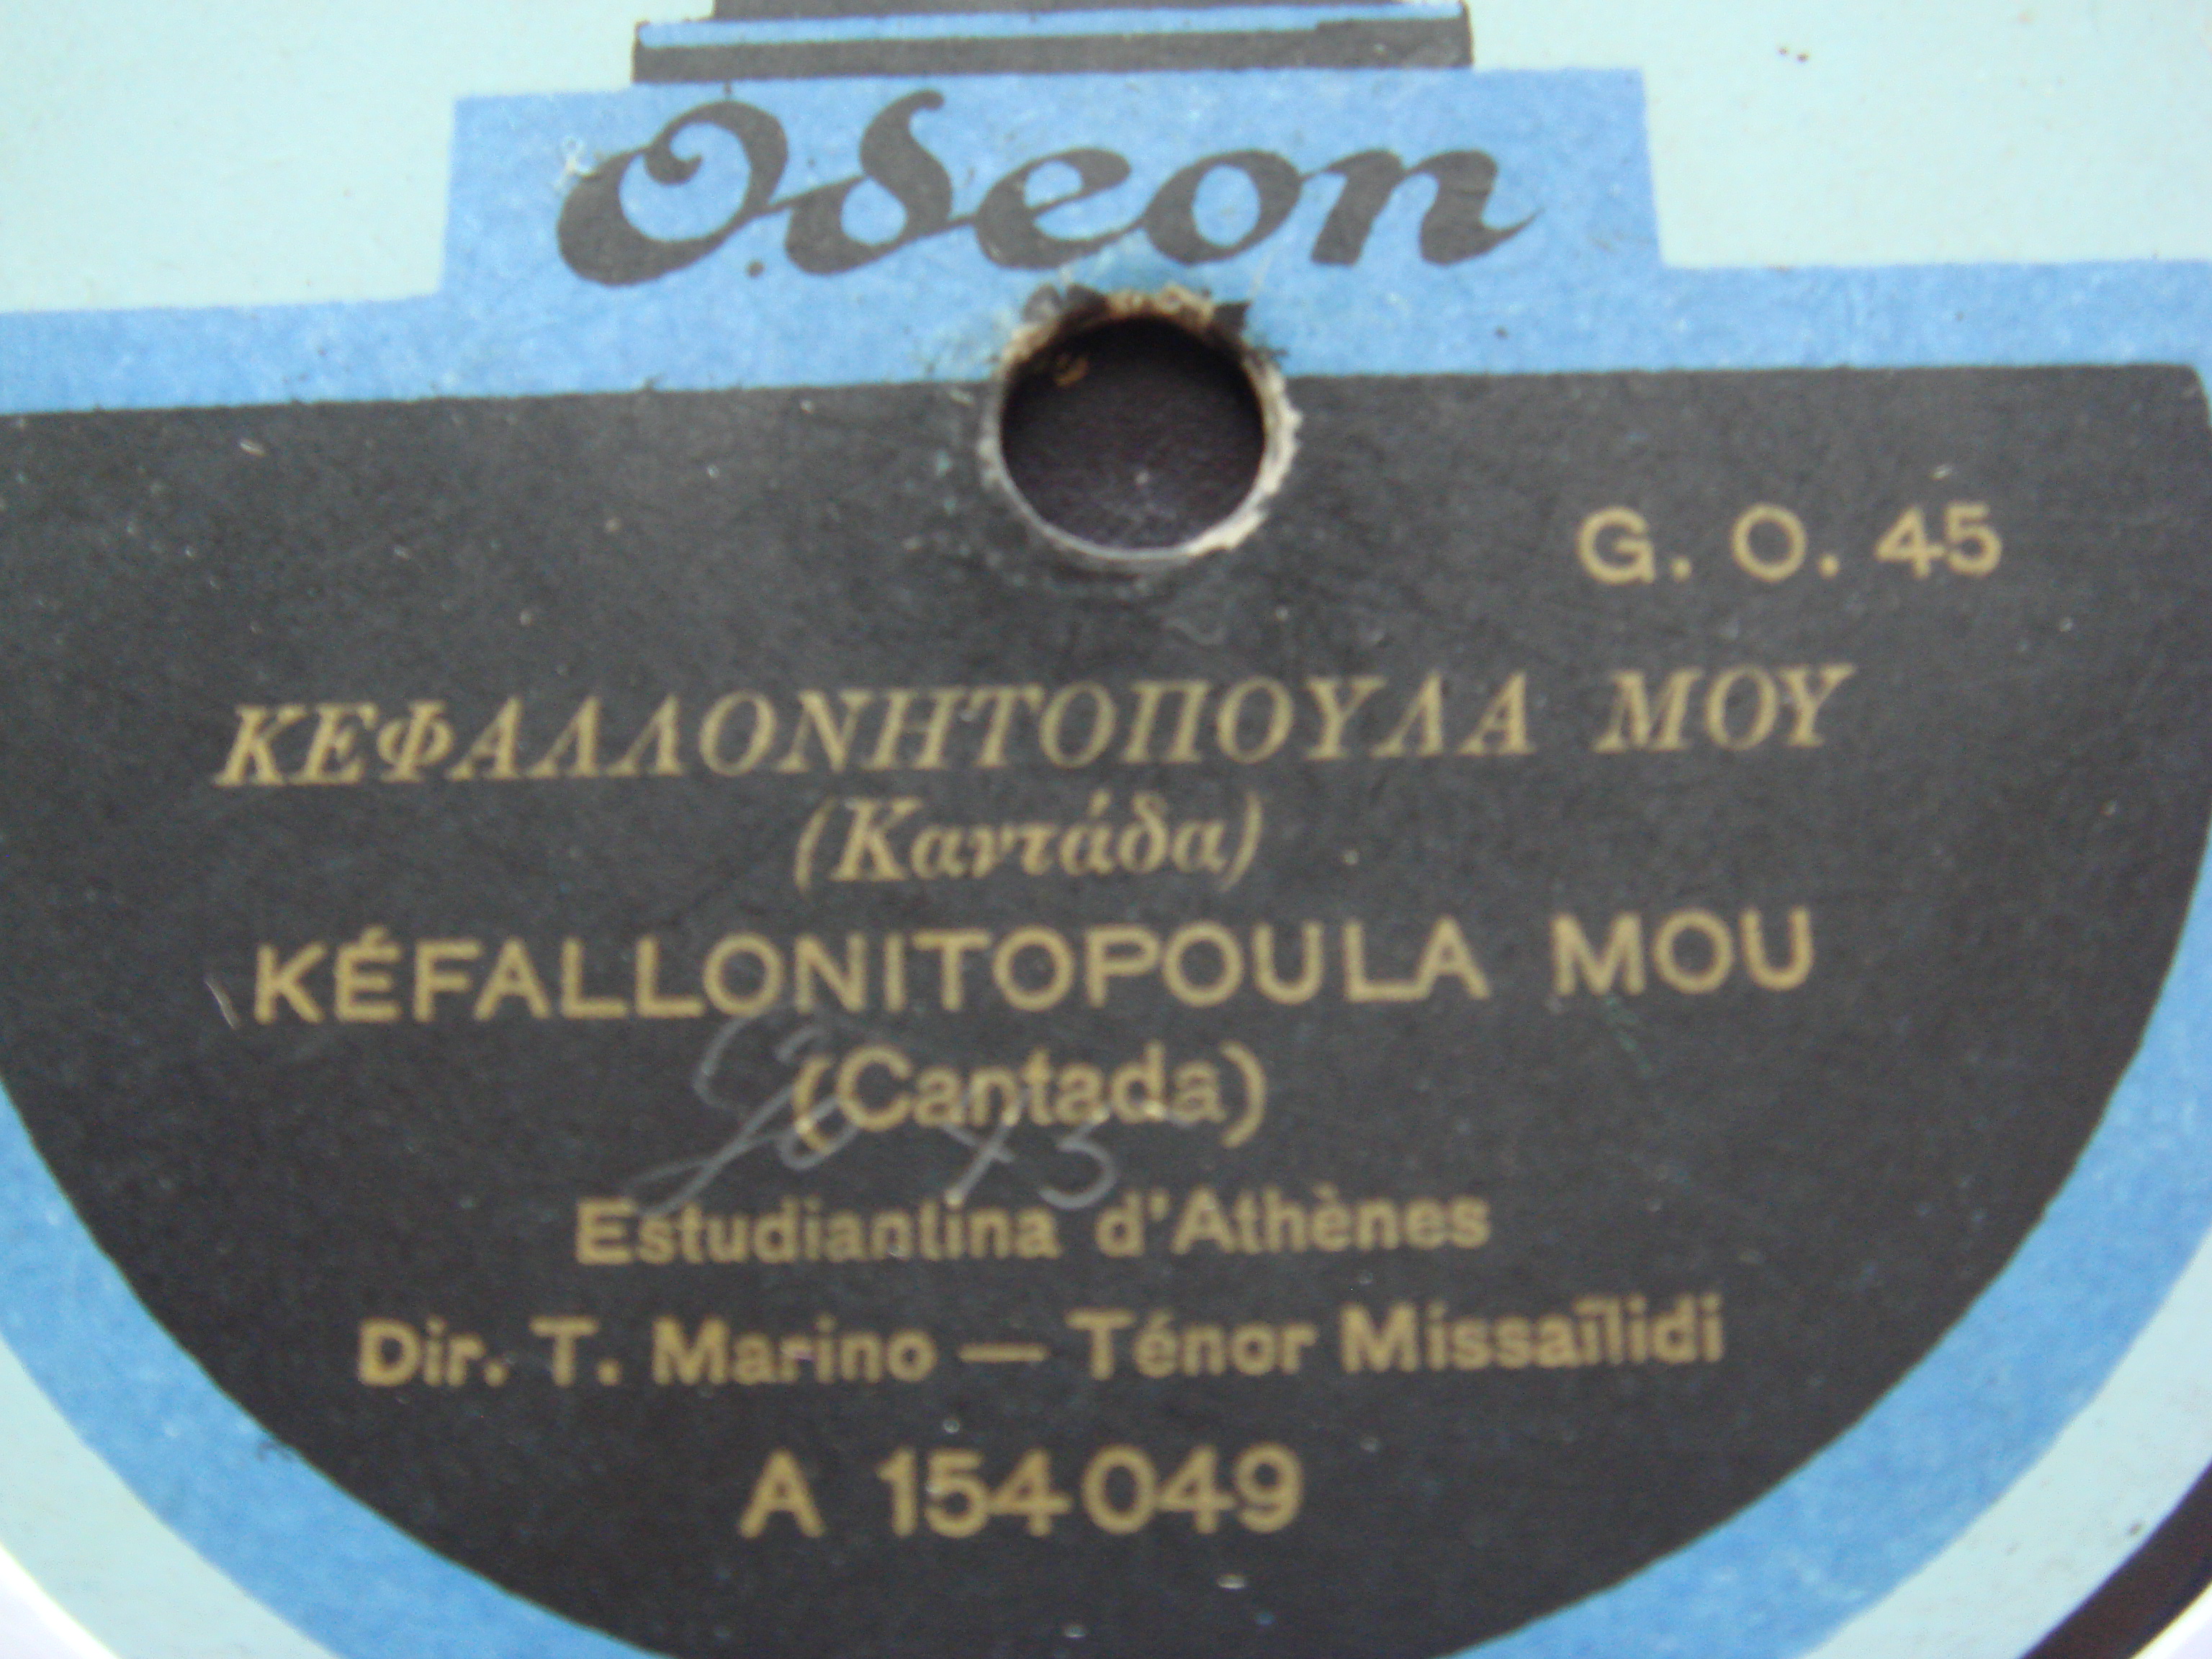 Odeon
G. O. 45
ΚΕΦΑΛΛΟΝΗΤΟΠΟΥΛΑ ΜΟΥ
(Καντάδα)
KÉFALLONITOPOULA MOU
(Cantada)
Estudiantina d'Athènes
Dir. T. Marino — Ténor Missaïlidi
A 154049